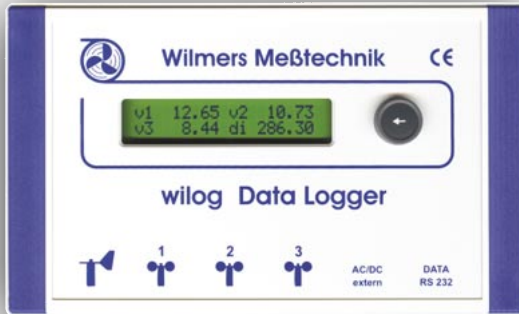 Wilmers Meßtechnik CE
v1 12.65 v2 10.73
v3 8.44 di 286.30
wilog Data Logger
1 2 3
AC/DC DATA
extern RS 232